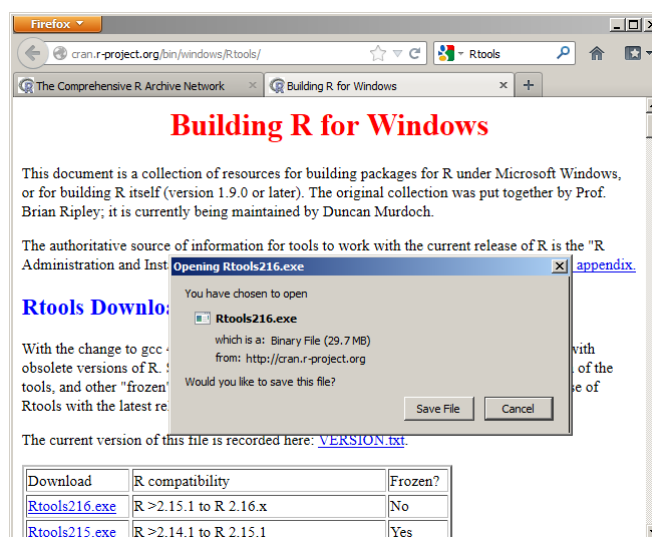 Firefox
cran.r-project.org/bin/windows/Rtools/
Rtools
The Comprehensive R Archive Network
Building R for Windows
Building R for Windows
This document is a collection of resources for building packages for R under Microsoft Windows,
or for building R itself (version 1.9.0 or later). The original collection was put together by Prof.
Brian Ripley; it is currently being maintained by Duncan Murdoch.
The authoritative source of information for tools to work with the current release of R is the "R
Administration and Inst appendix.
Opening Rtools216.exe
You have chosen to open
Rtools216.exe
which is a: Binary File (29.7 MB)
from: http://cran.r-project.org
Would you like to save this file?
Save File Cancel
Rtools Downlo
With the change to gcc with
obsolete versions of R. of the
tools, and other "frozen" se of
Rtools with the latest re
The current version of this file is recorded here: VERSION.txt.
Download R compatibility Frozen?
Rtools216.exe R >2.15.1 to R 2.16.x No
Rtools215.exe R >2.14.1 to R 2.15.1 Yes